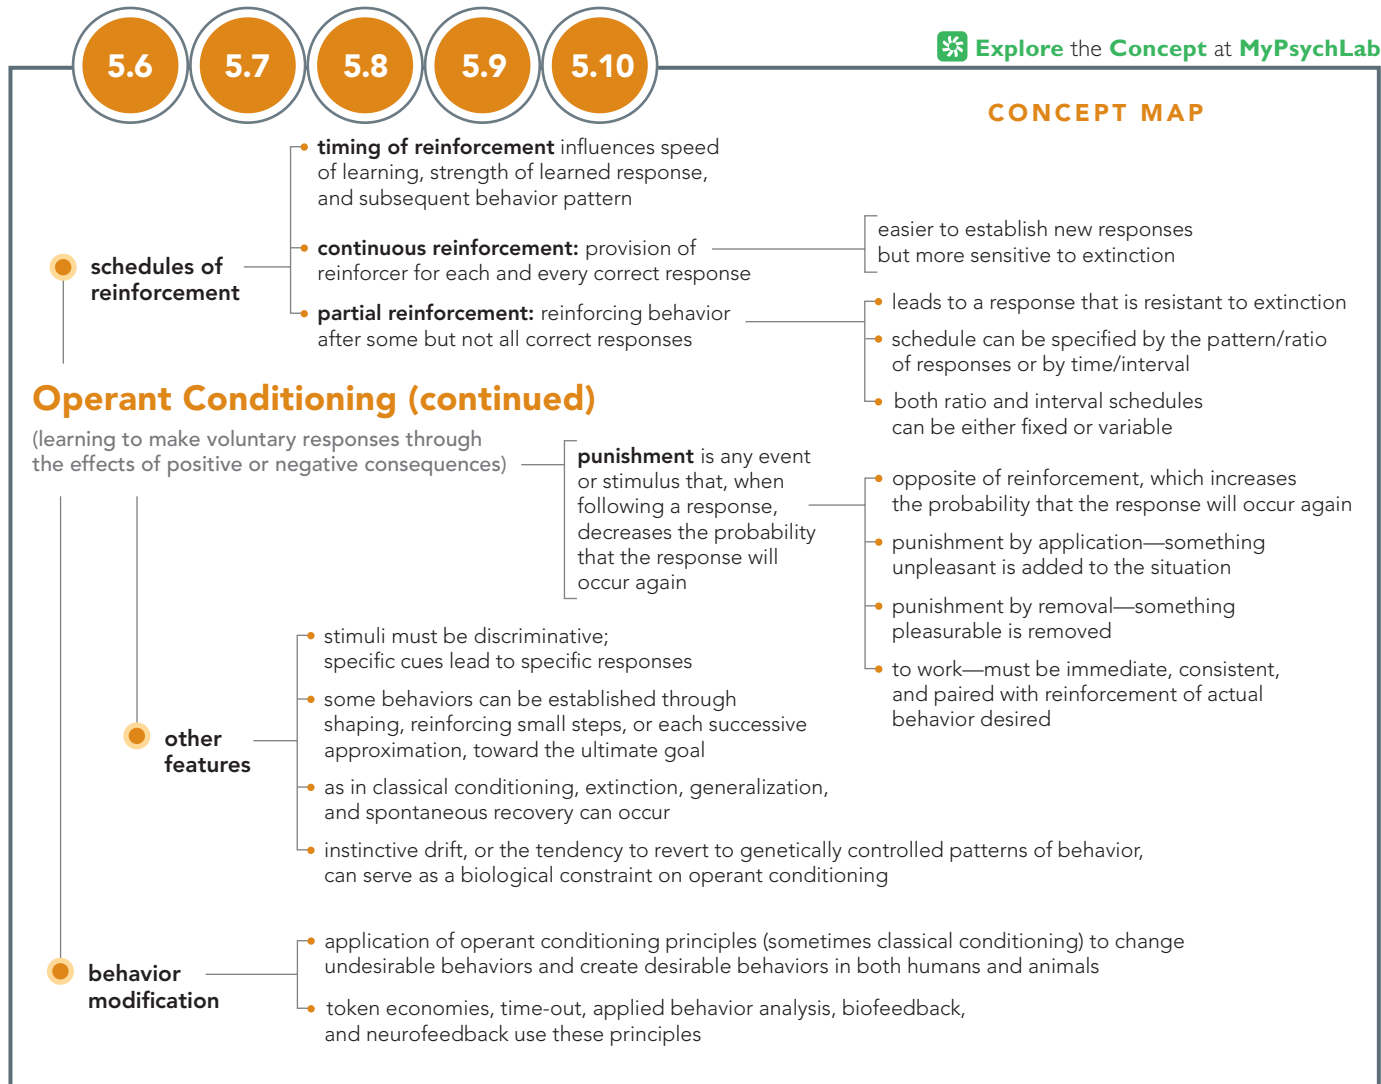 5.6 5.7 5.8 5.9 5.10
Explore the Concept at MyPsychLab
CONCEPT MAP
schedules of
reinforcement
timing of reinforcement influences speed
of learning, strength of learned response,
and subsequent behavior pattern
continuous reinforcement: provision of
reinforcer for each and every correct response
easier to establish new responses
but more sensitive to extinction
partial reinforcement: reinforcing behavior
after some but not all correct responses
leads to a response that is resistant to extinction
schedule can be specified by the pattern/ratio
of responses or by time/interval
both ratio and interval schedules
can be either fixed or variable
Operant Conditioning (continued)
(learning to make voluntary responses through
the effects of positive or negative consequences)
punishment is any event
or stimulus that, when
following a response,
decreases the probability
that the response will
occur again
opposite of reinforcement, which increases
the probability that the response will occur again
punishment by application—something
unpleasant is added to the situation
punishment by removal—something
pleasurable is removed
to work—must be immediate, consistent,
and paired with reinforcement of actual
behavior desired
other
features
stimuli must be discriminative;
specific cues lead to specific responses
some behaviors can be established through
shaping, reinforcing small steps, or each successive
approximation, toward the ultimate goal
as in classical conditioning, extinction, generalization,
and spontaneous recovery can occur
instinctive drift, or the tendency to revert to genetically controlled patterns of behavior,
can serve as a biological constraint on operant conditioning
behavior
modification
application of operant conditioning principles (sometimes classical conditioning) to change
undesirable behaviors and create desirable behaviors in both humans and animals
token economies, time-out, applied behavior analysis, biofeedback,
and neurofeedback use these principles